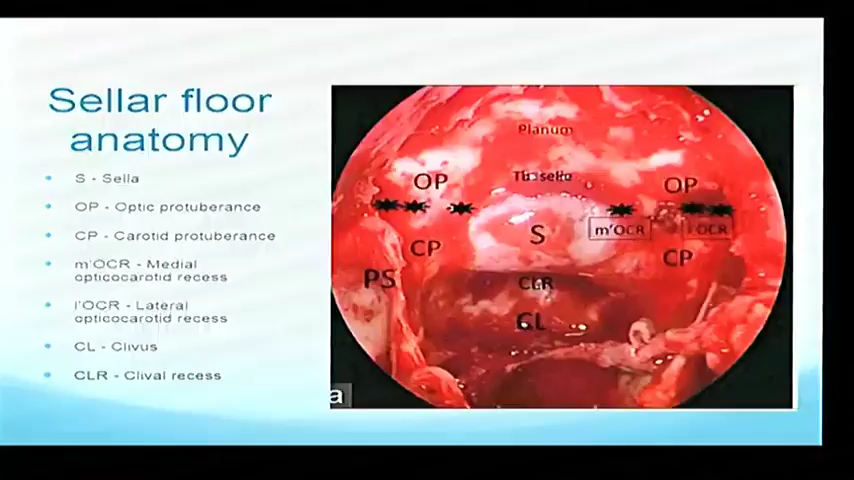 Sellar floor
anatomy
S - Sella
OP - Optic protuberance
CP - Carotid protuberance
m'OCR - Medial
opticocarotid recess
l'OCR - Lateral
opticocarotid recess
CL - Clivus
CLR - Clival recess
Planum
OP
OP
S
m'OCR
l'OCR
CP
CP
PS
CLR
CL
a